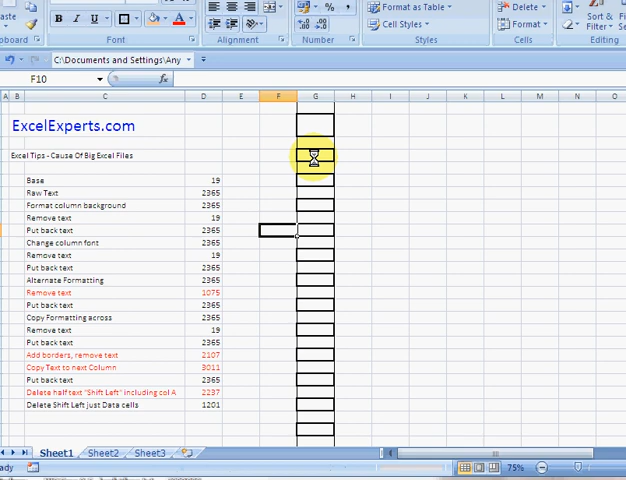 Format as Table
Delete
Cell Styles
Format
Sort &
Filter
Find &
Font
Alignment
Number
Styles
Cells
Editing
C:\Documents and Settings\Any
F10
fx
A B C D E F G H I J K L M N O
ExcelExperts.com
Excel Tips - Cause Of Big Excel Files
Base 19
Raw Text 2365
Format column background 2365
Remove text 19
Put back text 2365
Change column font 2365
Remove text 19
Put back text 2365
Alternate Formatting 2365
Remove text 1075
Put back text 2365
Copy Formatting across 2365
Remove text 19
Put back text 2365
Add borders, remove text 2107
Copy Text to next Column 3011
Put back text 2365
Delete half text "Shift Left" including col A 2237
Delete Shift Left just Data cells 1201
Sheet1 Sheet2 Sheet3
eady
75%